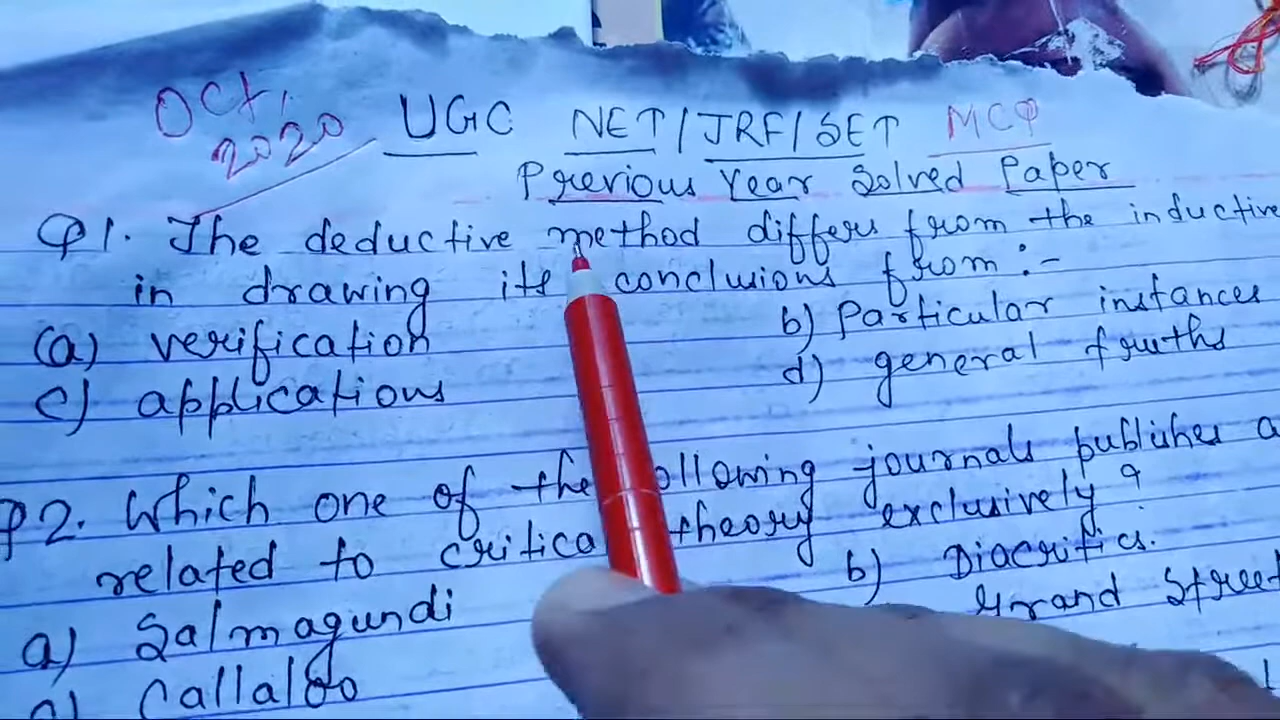 Oct, 2020
UGC NET/JRF/SET MCQ
Previous Year Solved Paper
Q1. The deductive method differs from the inductive
in drawing its conclusions from:-
(a) verification b) Particular instances
c) applications d) general truths
Q2. Which one of the following journals publishes a
related to critical theory exclusively?
a) Salmagundi b) Diacritics.
c) Callaloo Grand Street